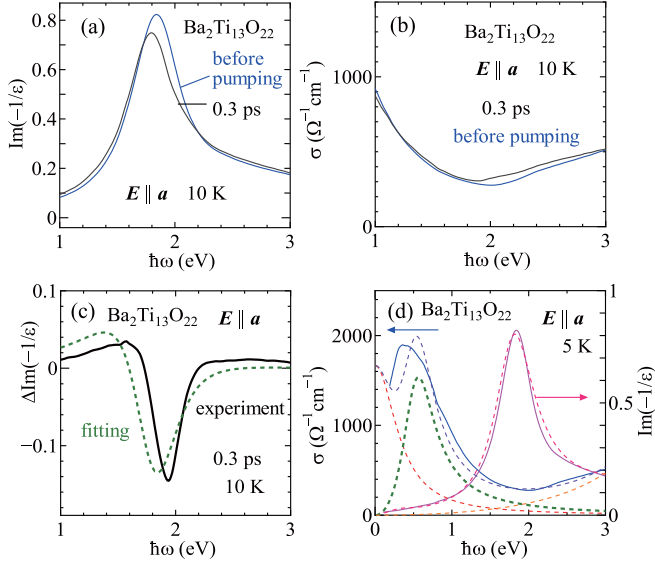 (a)
Ba₂Ti₁₃O₂₂
before
pumping
0.3 ps
E || a 10 K
Im(−1/ε)
0.8
0.6
0.4
0.2
0
1
2
3
ħω (eV)
(b)
Ba₂Ti₁₃O₂₂
E || a 10 K
0.3 ps
before pumping
σ (Ω⁻¹cm⁻¹)
1000
0
1
2
3
ħω (eV)
(c)
Ba₂Ti₁₃O₂₂ E || a
fitting
experiment
0.3 ps
10 K
ΔIm(−1/ε)
0.1
0
−0.1
1
2
3
ħω (eV)
(d)
Ba₂Ti₁₃O₂₂
E || a
5 K
σ (Ω⁻¹cm⁻¹)
2000
1500
1000
500
0
Im(−1/ε)
1
0.5
0
0
1
2
3
ħω (eV)